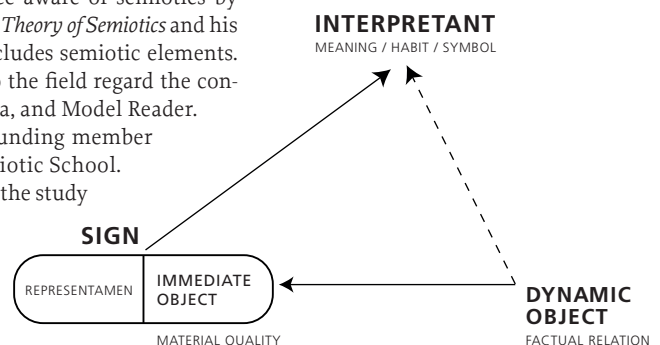 ce aware of semiotics by
Theory of Semiotics and his
cludes semiotic elements.
the field regard the con-
a, and Model Reader.
unding member
iotic School.
the study
INTERPRETANT
MEANING / HABIT / SYMBOL
SIGN
REPRESENTAMEN
IMMEDIATE
OBJECT
MATERIAL QUALITY
DYNAMIC
OBJECT
FACTUAL RELATION